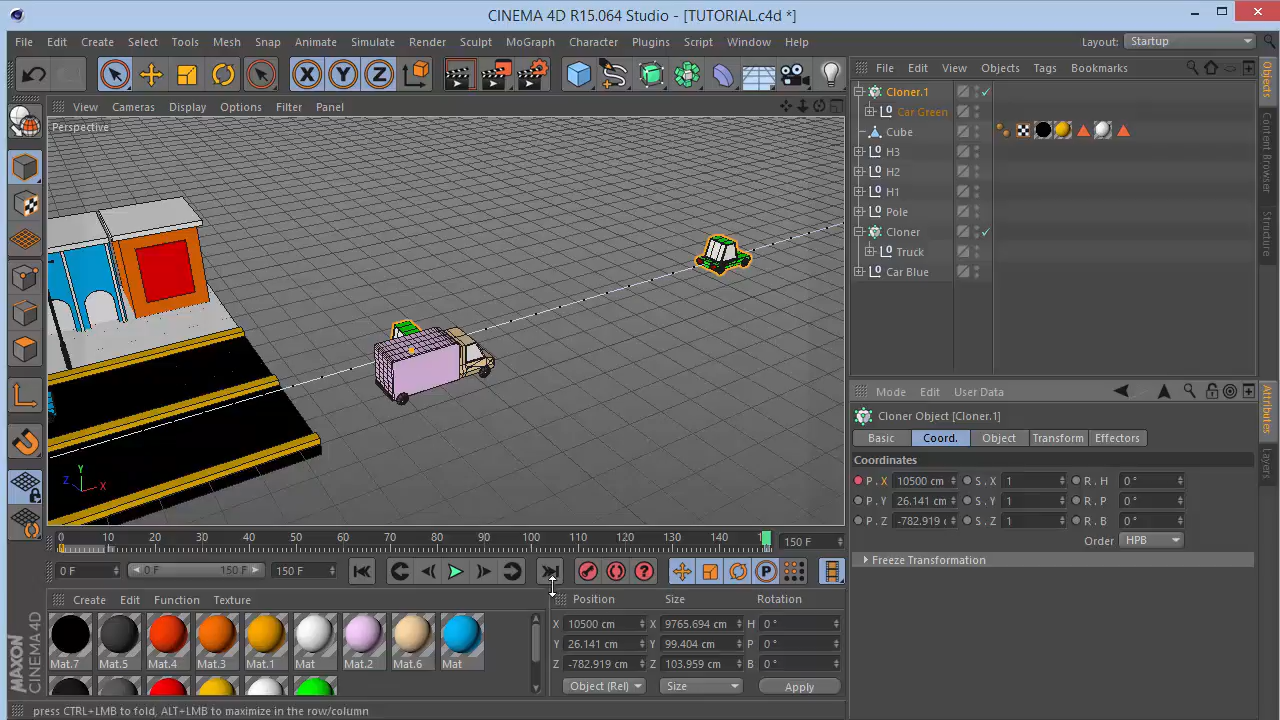 CINEMA 4D R15.064 Studio - [TUTORIAL.c4d *]
File Edit Create Select Tools Mesh Snap Animate Simulate Render Sculpt MoGraph Character Plugins Script Window Help
Layout: Startup
X Y Z
File Edit View Objects Tags Bookmarks
View Cameras Display Options Filter Panel
Perspective
Cloner.1
Car Green
Cube
H3
H2
H1
Pole
Cloner
Truck
Car Blue
Objects
Content Browser
Structure
Y
Z
X
Mode Edit User Data
Cloner Object [Cloner.1]
Basic Coord. Object Transform Effectors
Coordinates
P . X 10500 cm S . X 1 R . H 0 °
P . Y 26.141 cm S . Y 1 R . P 0 °
P . Z -782.919 S . Z 1 R . B 0 °
Order HPB
Freeze Transformation
Attributes
Layers
0 10 20 30 40 50 60 70 80 90 100 110 120 130 140 150 F
0 F 0 F 150 F 150 F
Create Edit Function Texture
Mat.7 Mat.5 Mat.4 Mat.3 Mat.1 Mat Mat.2 Mat.6 Mat
Position Size Rotation
X 10500 cm X 9765.694 cm H 0 °
Y 26.141 cm Y 99.404 cm P 0 °
Z -782.919 cm Z 103.959 cm B 0 °
Object (Rel) Size Apply
MAXON
CINEMA 4D
press CTRL+LMB to fold, ALT+LMB to maximize in the row/column